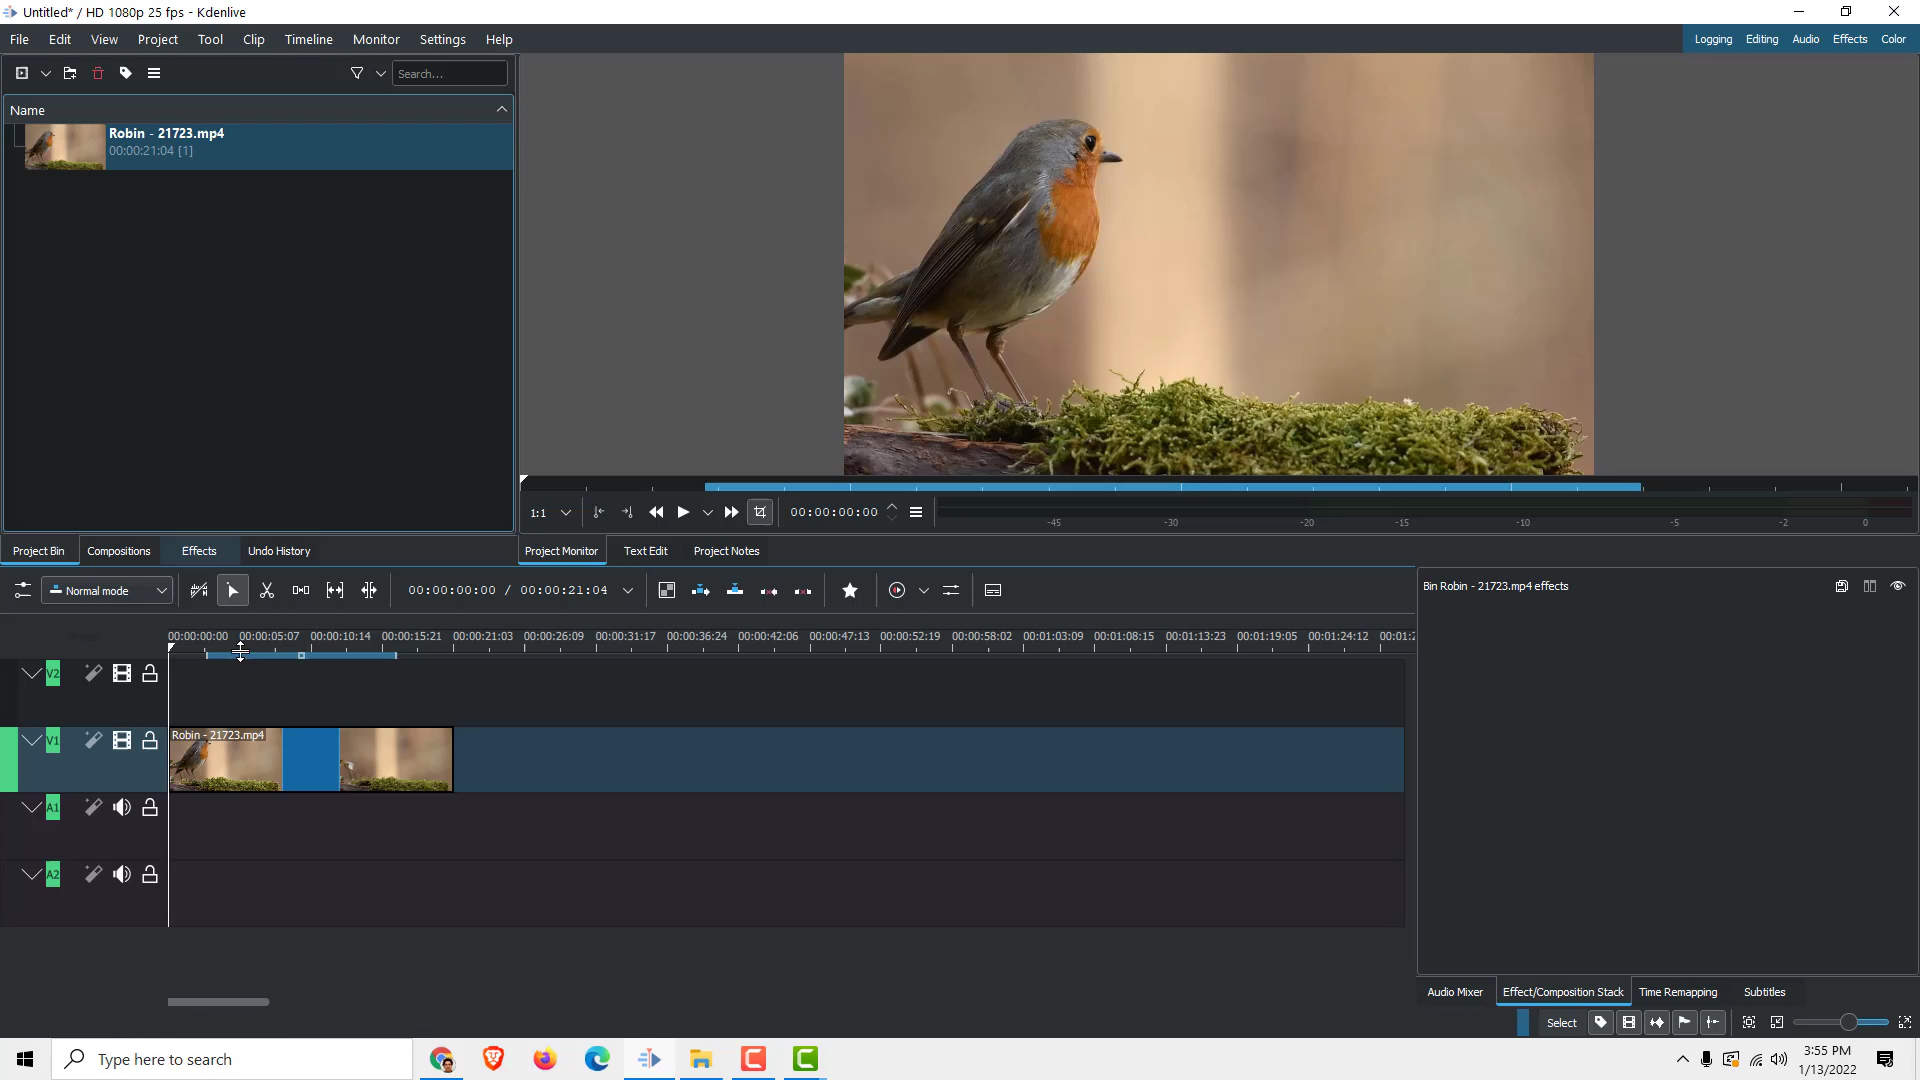 Untitled* / HD 1080p 25 fps - Kdenlive
File Edit View Project Tool Clip Timeline Monitor Settings Help
Logging Editing Audio Effects Color
Search...
Name
Robin - 21723.mp4
00:00:21:04 [1]
1:1
00:00:00:00
-45 -30 -20 -15 -10 -5 -2 0
Project Bin Compositions Effects Undo History
Project Monitor Text Edit Project Notes
Normal mode
00:00:00:00 / 00:00:21:04
Bin Robin - 21723.mp4 effects
00:00:00:00 00:00:05:07 00:00:10:14 00:00:15:21 00:00:21:03 00:00:26:09 00:00:31:17 00:00:36:24 00:00:42:06 00:00:47:13 00:00:52:19 00:00:58:02 00:01:03:09 00:01:08:15 00:01:13:23 00:01:19:05 00:01:24:12 00:01:2
V2
V1
Robin - 21723.mp4
A1
A2
Audio Mixer Effect/Composition Stack Time Remapping Subtitles
Select
Type here to search
3:55 PM
1/13/2022